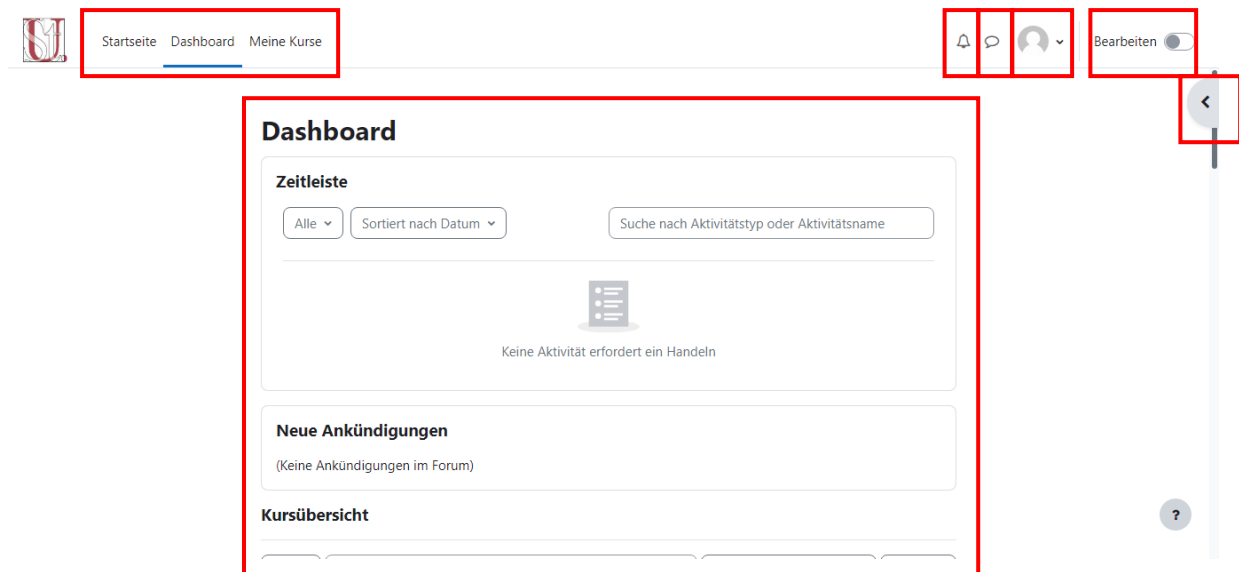 Startseite Dashboard Meine Kurse Bearbeiten
Dashboard
Zeitleiste
Alle Sortiert nach Datum Suche nach Aktivitätstyp oder Aktivitätsname
Keine Aktivität erfordert ein Handeln
Neue Ankündigungen
(Keine Ankündigungen im Forum)
Kursübersicht
?